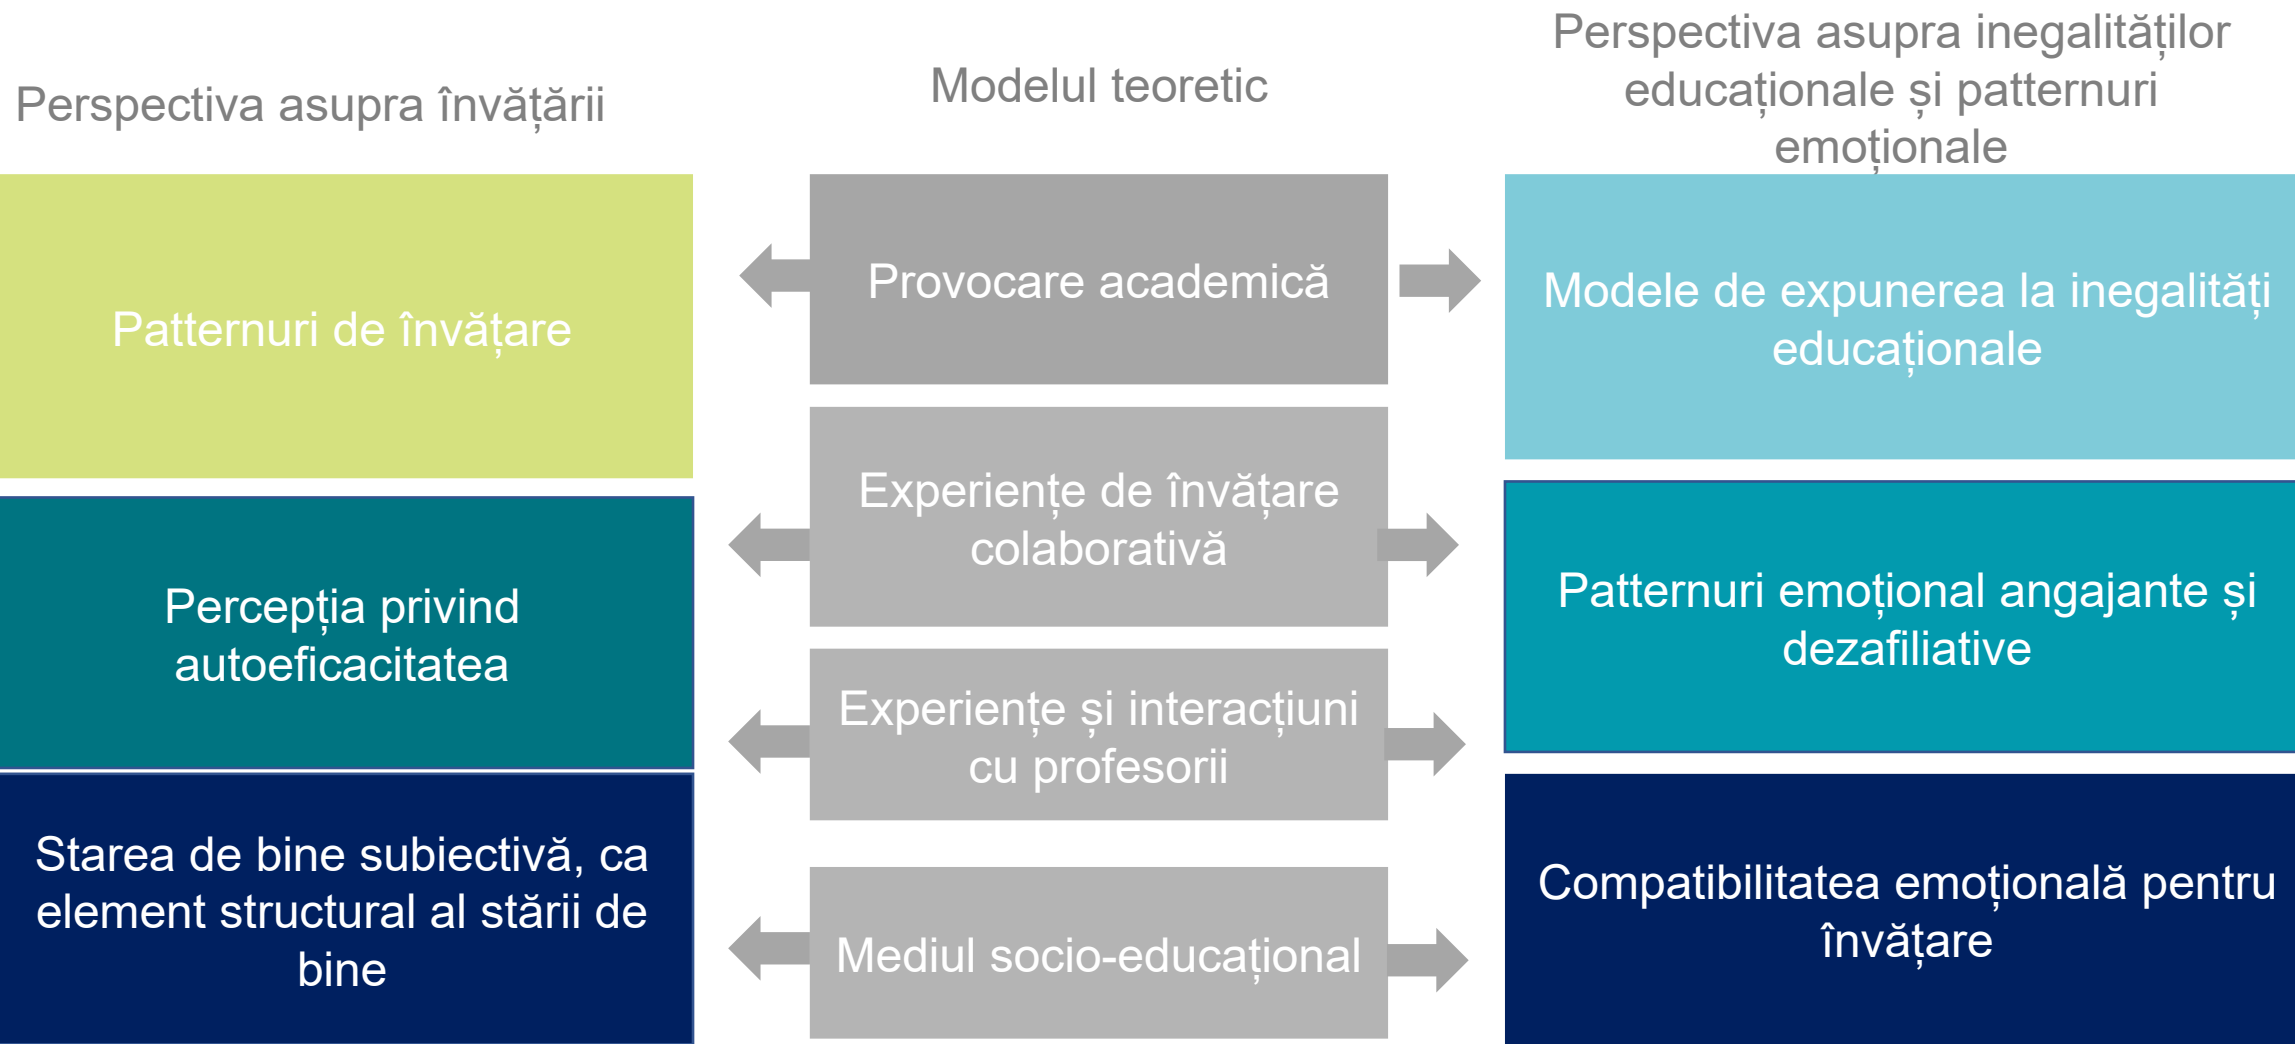 Perspectiva asupra învățării
Modelul teoretic
Perspectiva asupra inegalităților
educaționale și patternuri
emoționale
Patternuri de învățare
Percepția privind
autoeficacitatea
Starea de bine subiectivă, ca
element structural al stării de
bine
Provocare academică
Experiențe de învățare
colaborativă
Experiențe și interacțiuni
cu profesorii
Mediul socio-educațional
Modele de expunerea la inegalități
educaționale
Patternuri emoțional angajante și
dezafiliative
Compatibilitatea emoțională pentru
învățare